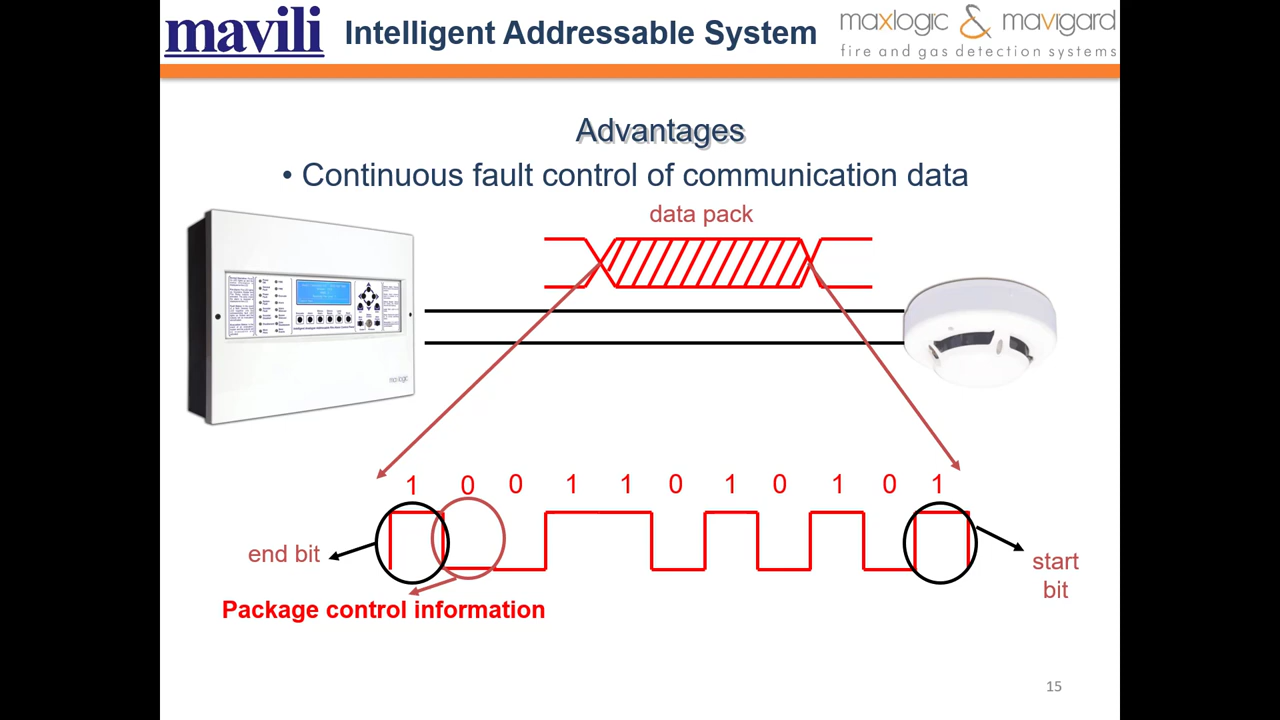 mavili
Intelligent Addressable System
maxlogic & mavigard
fire and gas detection systems
Advantages
• Continuous fault control of communication data
data pack
maxlogic
1 0 0 1 1 0 1 0 1 0 1
end bit
start
bit
Package control information
15